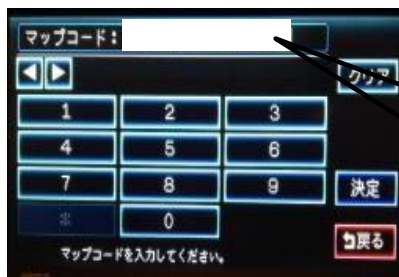 マップコード:
◀ ▶ クリア
1 2 3
4 5 6
7 8 9 決定
* 0
マップコードを入力してください。
戻る